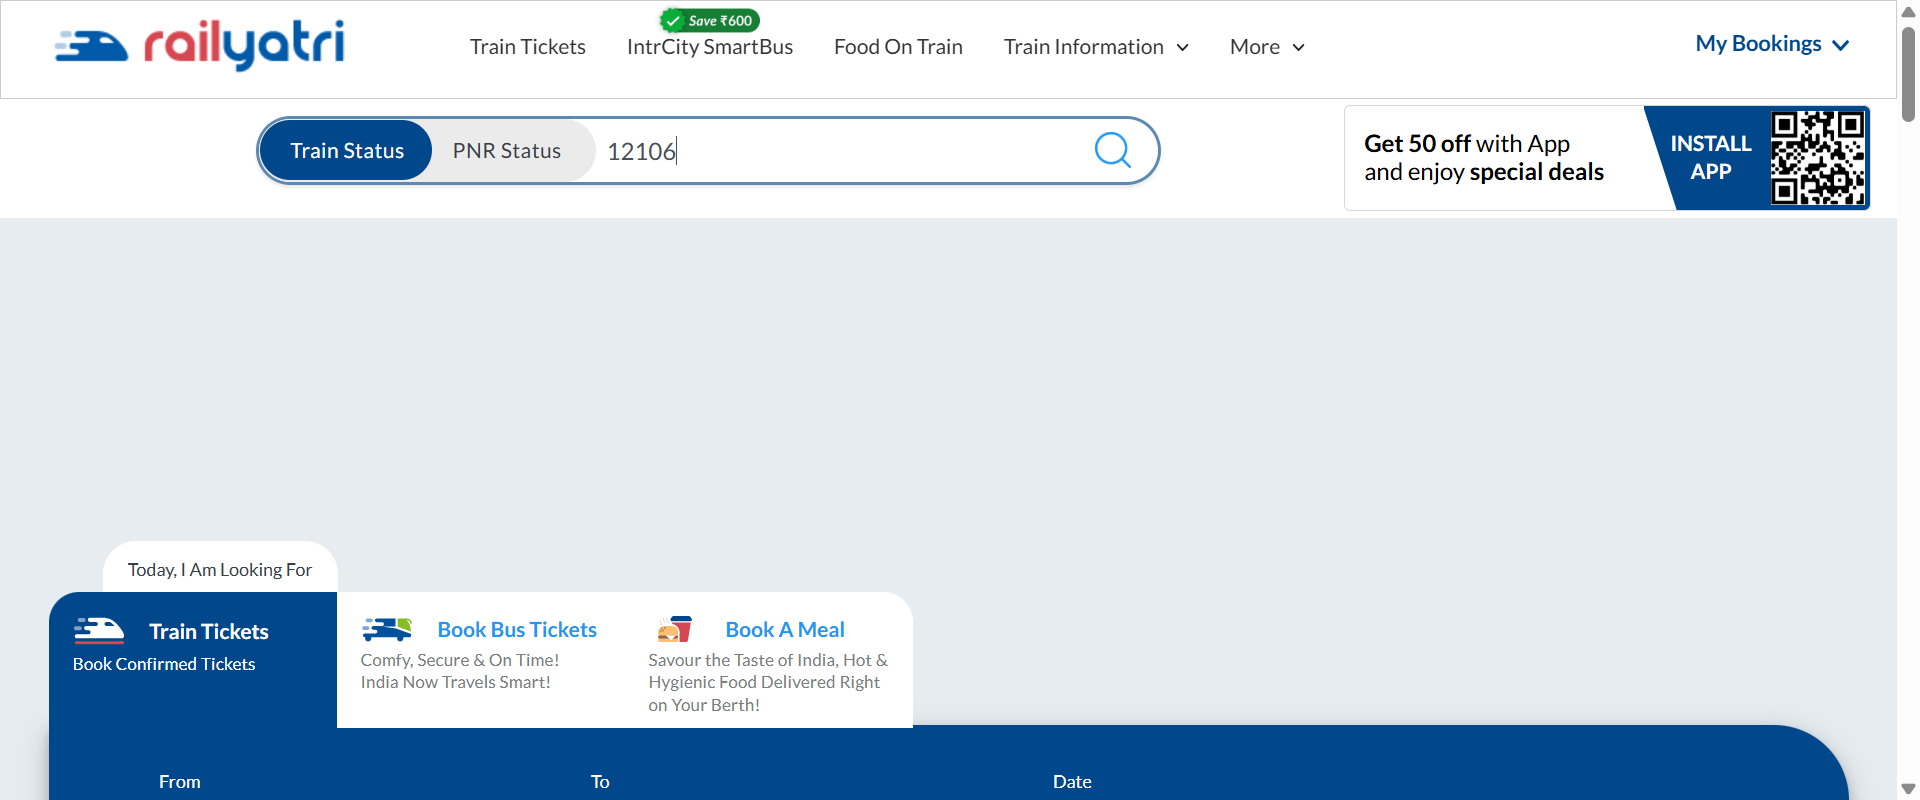 railyatri
Train Tickets
Save ₹600
IntrCity SmartBus
Food On Train
Train Information
More
My Bookings
Train Status
PNR Status
12106
Get 50 off with App
and enjoy special deals
INSTALL
APP
Today, I Am Looking For
Train Tickets
Book Confirmed Tickets
Book Bus Tickets
Comfy, Secure & On Time!
India Now Travels Smart!
Book A Meal
Savour the Taste of India, Hot &
Hygienic Food Delivered Right
on Your Berth!
From
To
Date